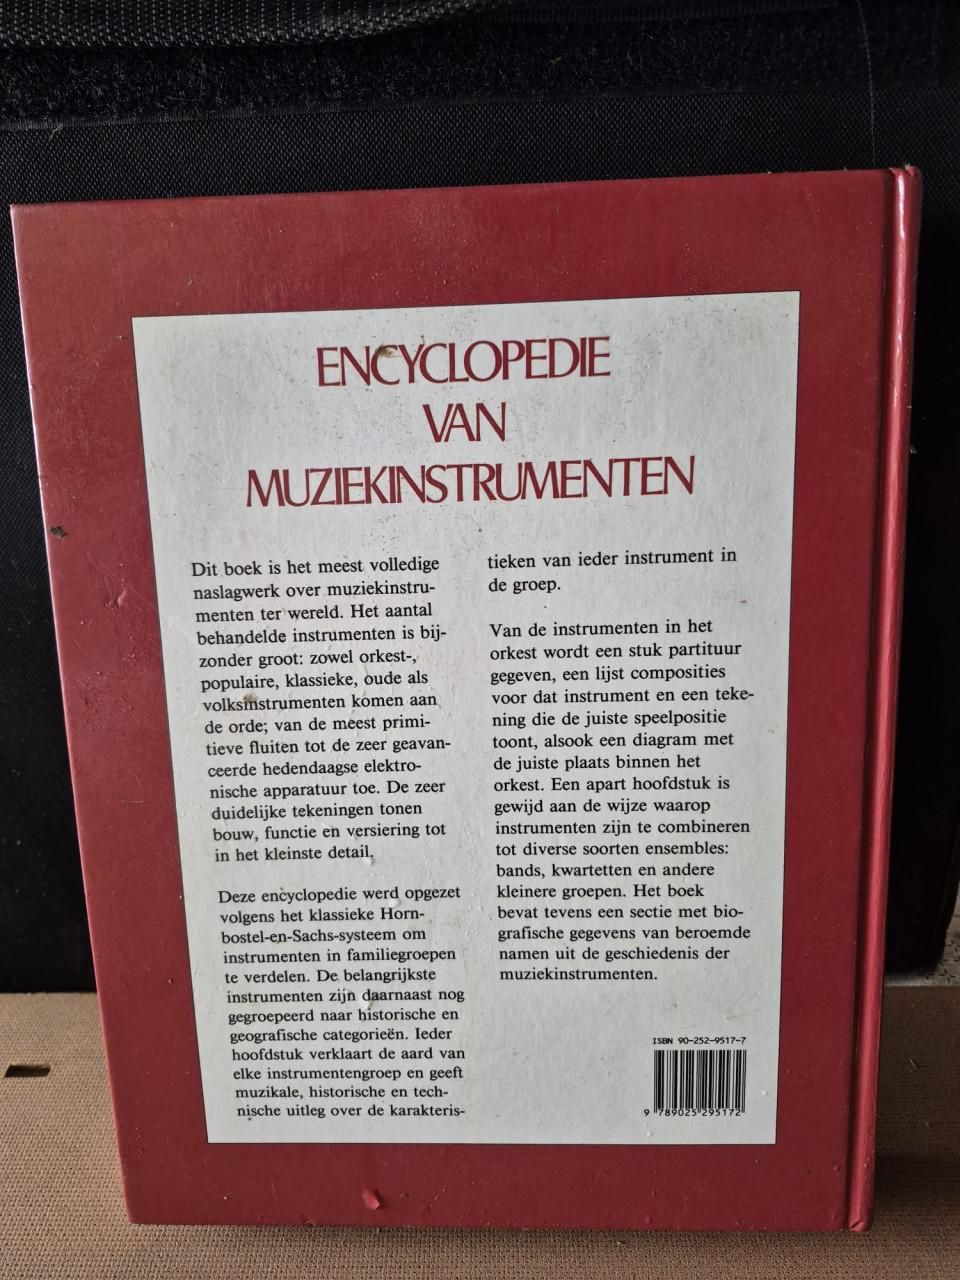 ENCYCLOPEDIE
VAN
MUZIEKINSTRUMENTEN
Dit boek is het meest volledige
naslagwerk over muziekinstru-
menten ter wereld. Het aantal
behandelde instrumenten is bij-
zonder groot: zowel orkest-,
populaire, klassieke, oude als
volksinstrumenten komen aan
de orde; van de meest primi-
tieve fluiten tot de zeer geavan-
ceerde hedendaagse elektro-
nische apparatuur toe. De zeer
duidelijke tekeningen tonen
bouw, functie en versiering tot
in het kleinste detail.
Deze encyclopedie werd opgezet
volgens het klassieke Horn-
bostel-en-Sachs-systeem om
instrumenten in familiegroepen
te verdelen. De belangrijkste
instrumenten zijn daarnaast nog
gegroepeerd naar historische en
geografische categorieën. Ieder
hoofdstuk verklaart de aard van
elke instrumentengroep en geeft
muzikale, historische en tech-
nische uitleg over de karakteris-
tieken van ieder instrument in
de groep.
Van de instrumenten in het
orkest wordt een stuk partituur
gegeven, een lijst composities
voor dat instrument en een teke-
ning die de juiste speelpositie
toont, alsook een diagram met
de juiste plaats binnen het
orkest. Een apart hoofdstuk is
gewijd aan de wijze waarop
instrumenten zijn te combineren
tot diverse soorten ensembles:
bands, kwartetten en andere
kleinere groepen. Het boek
bevat tevens een sectie met bio-
grafische gegevens van beroemde
namen uit de geschiedenis der
muziekinstrumenten.
ISBN 90-252-9517-7
9 789025 295172